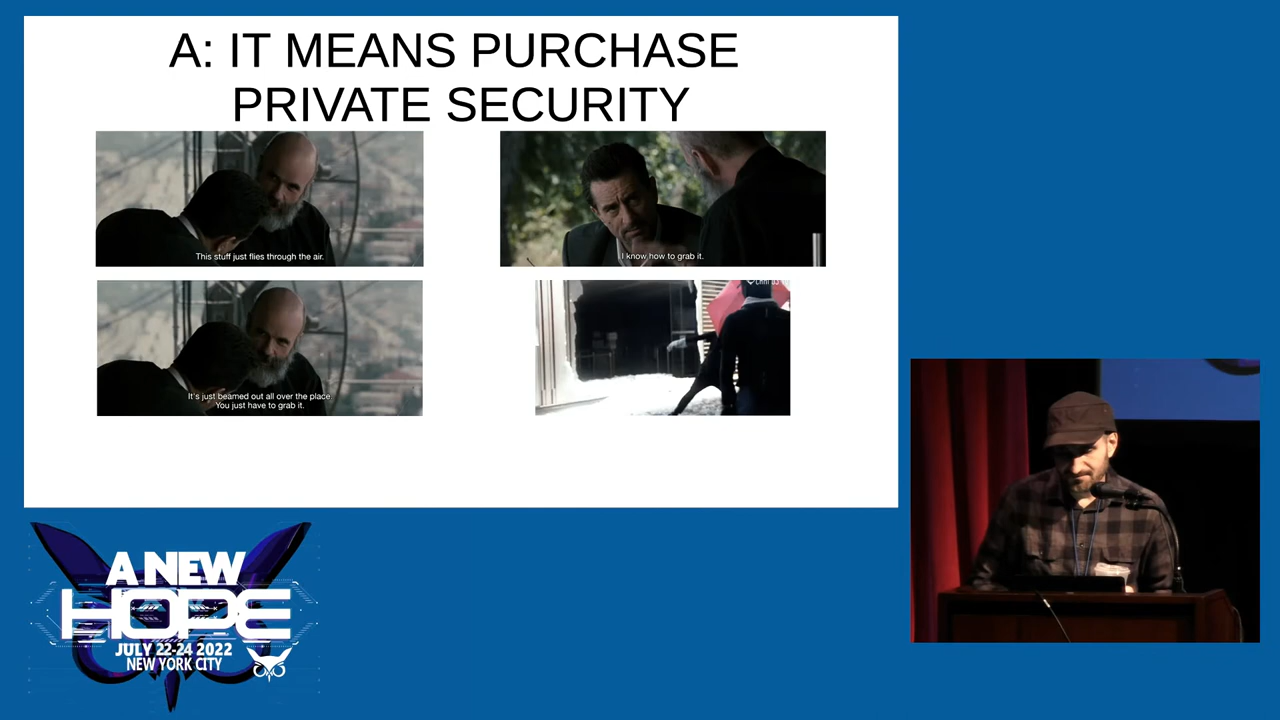 A: IT MEANS PURCHASE
PRIVATE SECURITY
This stuff just flies through the air.
I know how to grab it.
It's just beamed out all over the place.
You just have to grab it.
A NEW
HOPE
JULY 22-24 2022
NEW YORK CITY